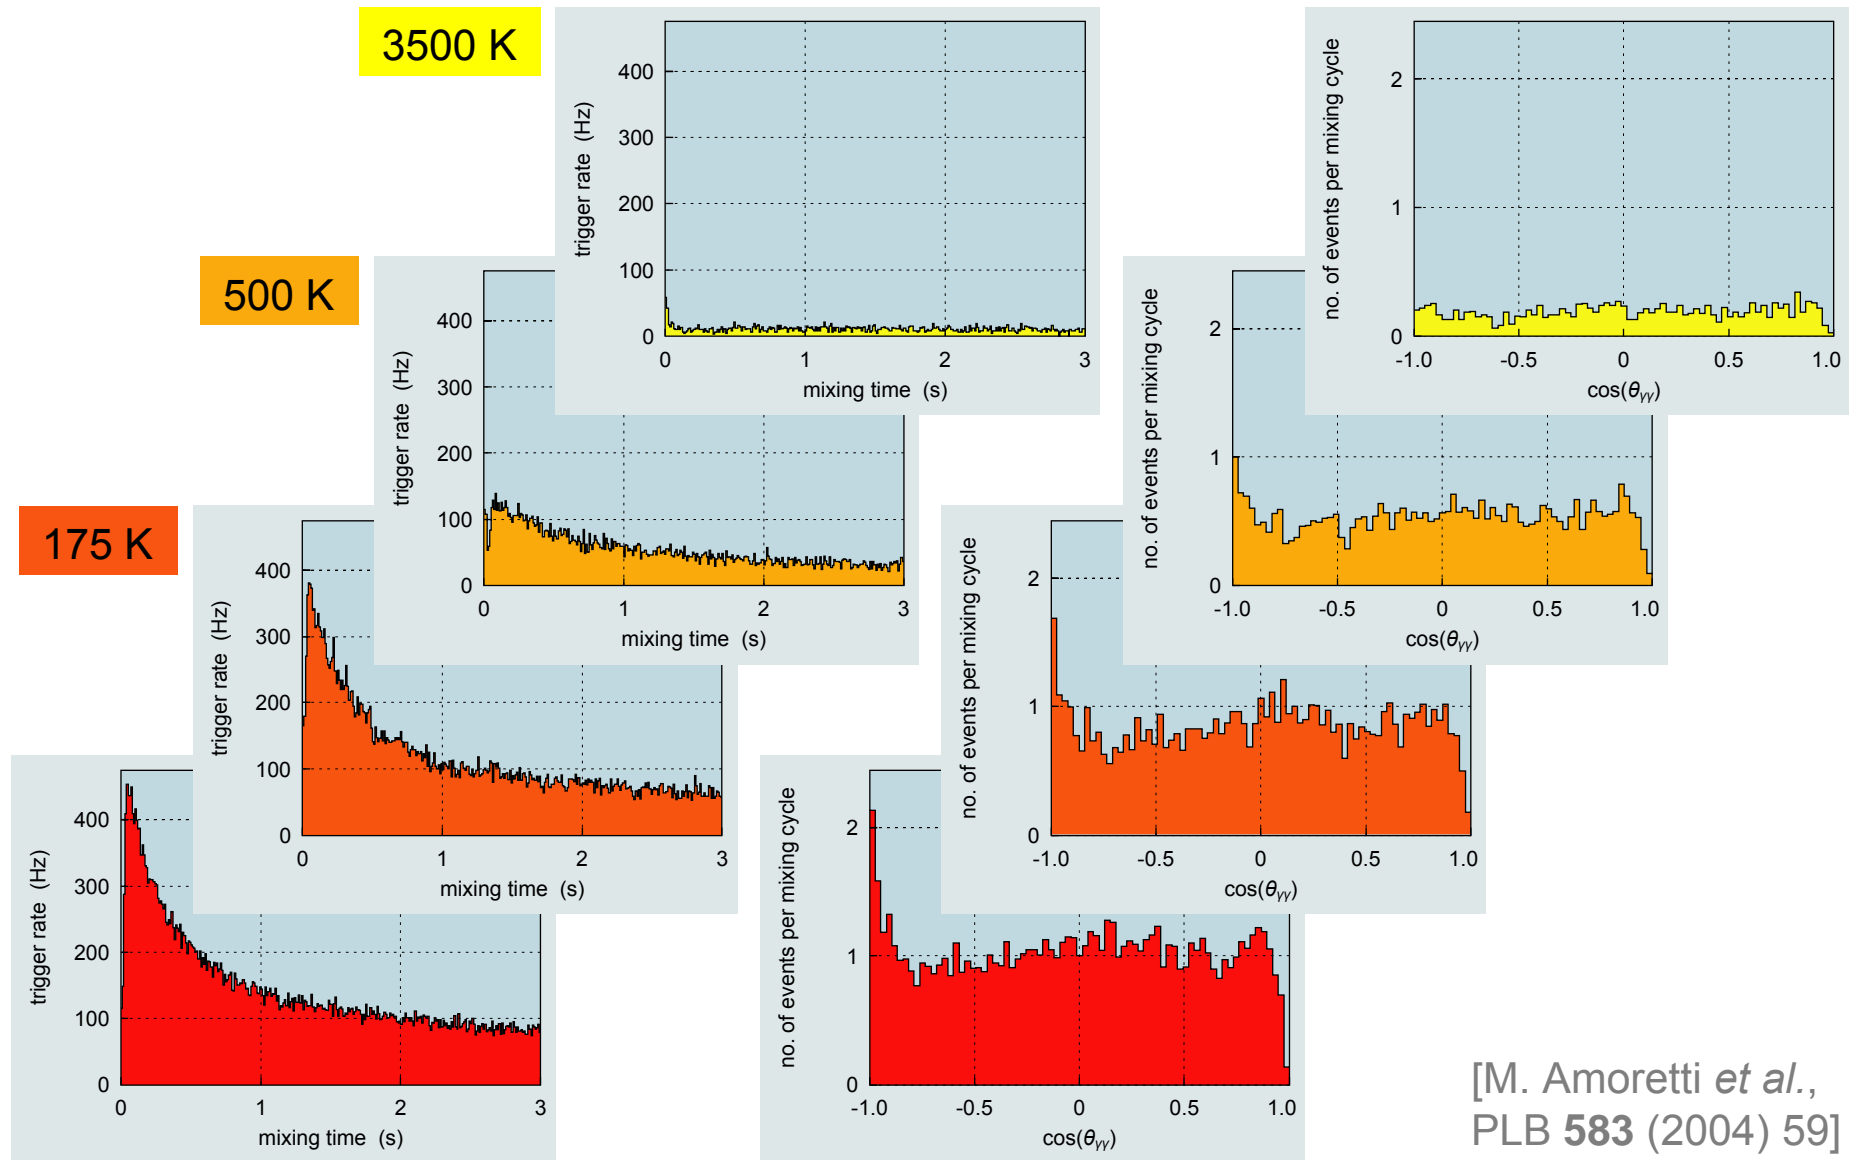 3500 K
trigger rate (Hz)
400
300
200
100
0
0 1 2 3
mixing time (s)
no. of events per mixing cycle
2
1
0
-1.0 -0.5 0 0.5 1.0
cos(θγγ)
500 K
trigger rate (Hz)
400
300
200
100
0
0 1 2 3
mixing time (s)
no. of events per mixing cycle
2
1
0
-1.0 -0.5 0 0.5 1.0
cos(θγγ)
175 K
trigger rate (Hz)
400
300
200
100
0
0 1 2 3
mixing time (s)
no. of events per mixing cycle
2
1
0
-1.0 -0.5 0 0.5 1.0
cos(θγγ)
trigger rate (Hz)
400
300
200
100
0
0 1 2 3
mixing time (s)
no. of events per mixing cycle
2
1
0
-1.0 -0.5 0 0.5 1.0
cos(θγγ)
[M. Amoretti et al.,
PLB 583 (2004) 59]